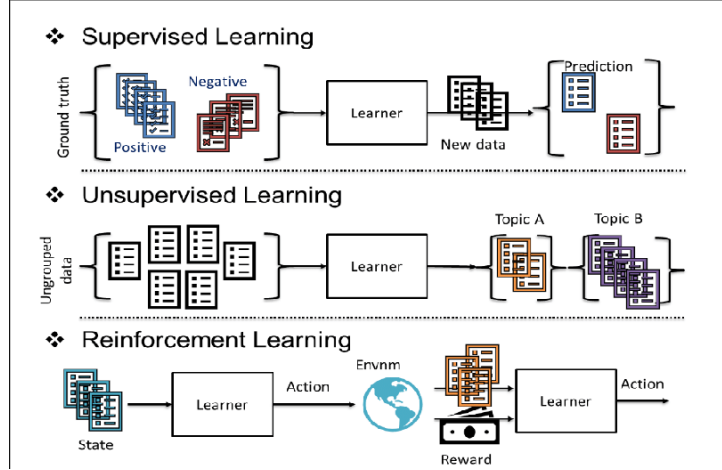 ❖ Supervised Learning
Ground truth
Positive
Negative
Learner
New data
Prediction
❖ Unsupervised Learning
Ungrouped
data
Learner
Topic A
Topic B
❖ Reinforcement Learning
State
Learner
Action
Envnm
Reward
Learner
Action